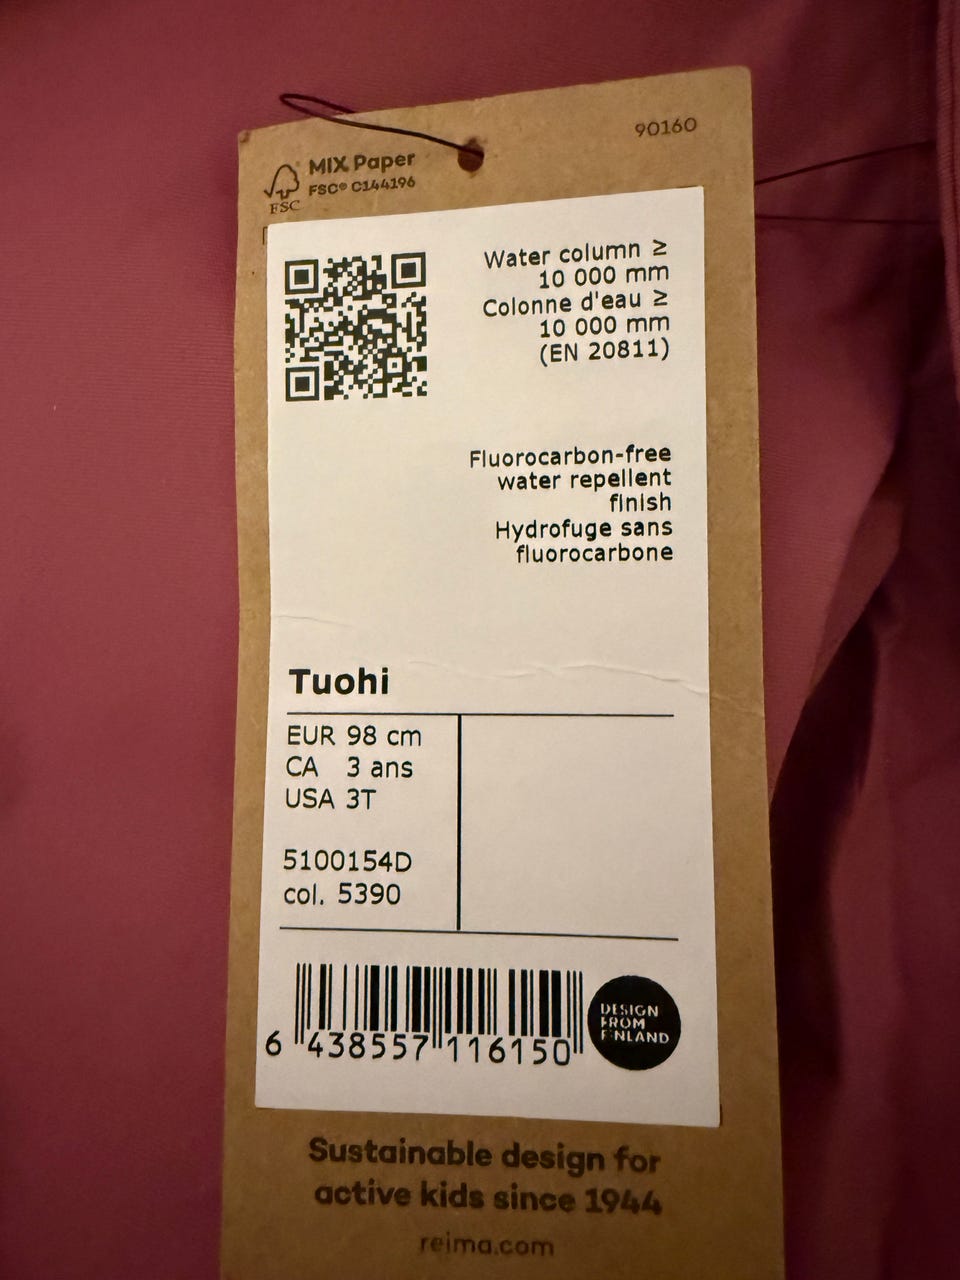 90160
MIX Paper
FSC® C144196
FSC
Water column ≥
10 000 mm
Colonne d'eau ≥
10 000 mm
(EN 20811)
Fluorocarbon-free
water repellent
finish
Hydrofuge sans
fluorocarbone
Tuohi
EUR 98 cm
CA 3 ans
USA 3T
5100154D
col. 5390
6 438557 116150
DESIGN
FROM
FINLAND
Sustainable design for
active kids since 1944
reima.com